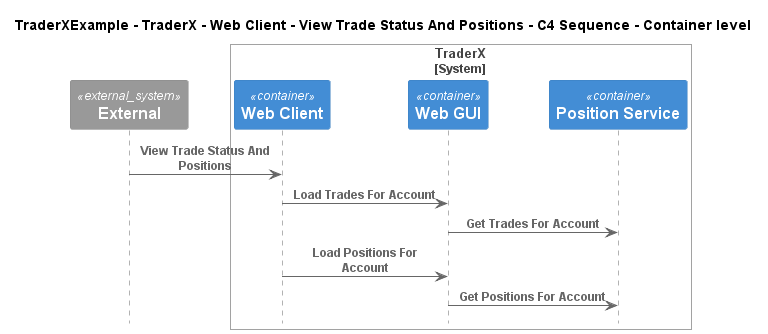 TraderXExample - TraderX - Web Client - View Trade Status And Positions - C4 Sequence - Container level
TraderX
[System]
«external_system»
External
«container»
Web Client
«container»
Web GUI
«container»
Position Service
View Trade Status And
Positions
Load Trades For Account
Get Trades For Account
Load Positions For
Account
Get Positions For Account